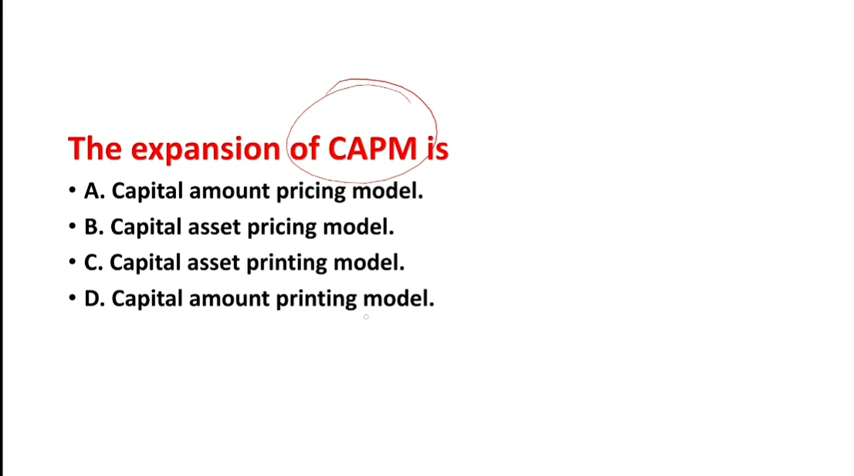 The expansion of CAPM is
• A. Capital amount pricing model.
• B. Capital asset pricing model.
• C. Capital asset printing model.
• D. Capital amount printing model.